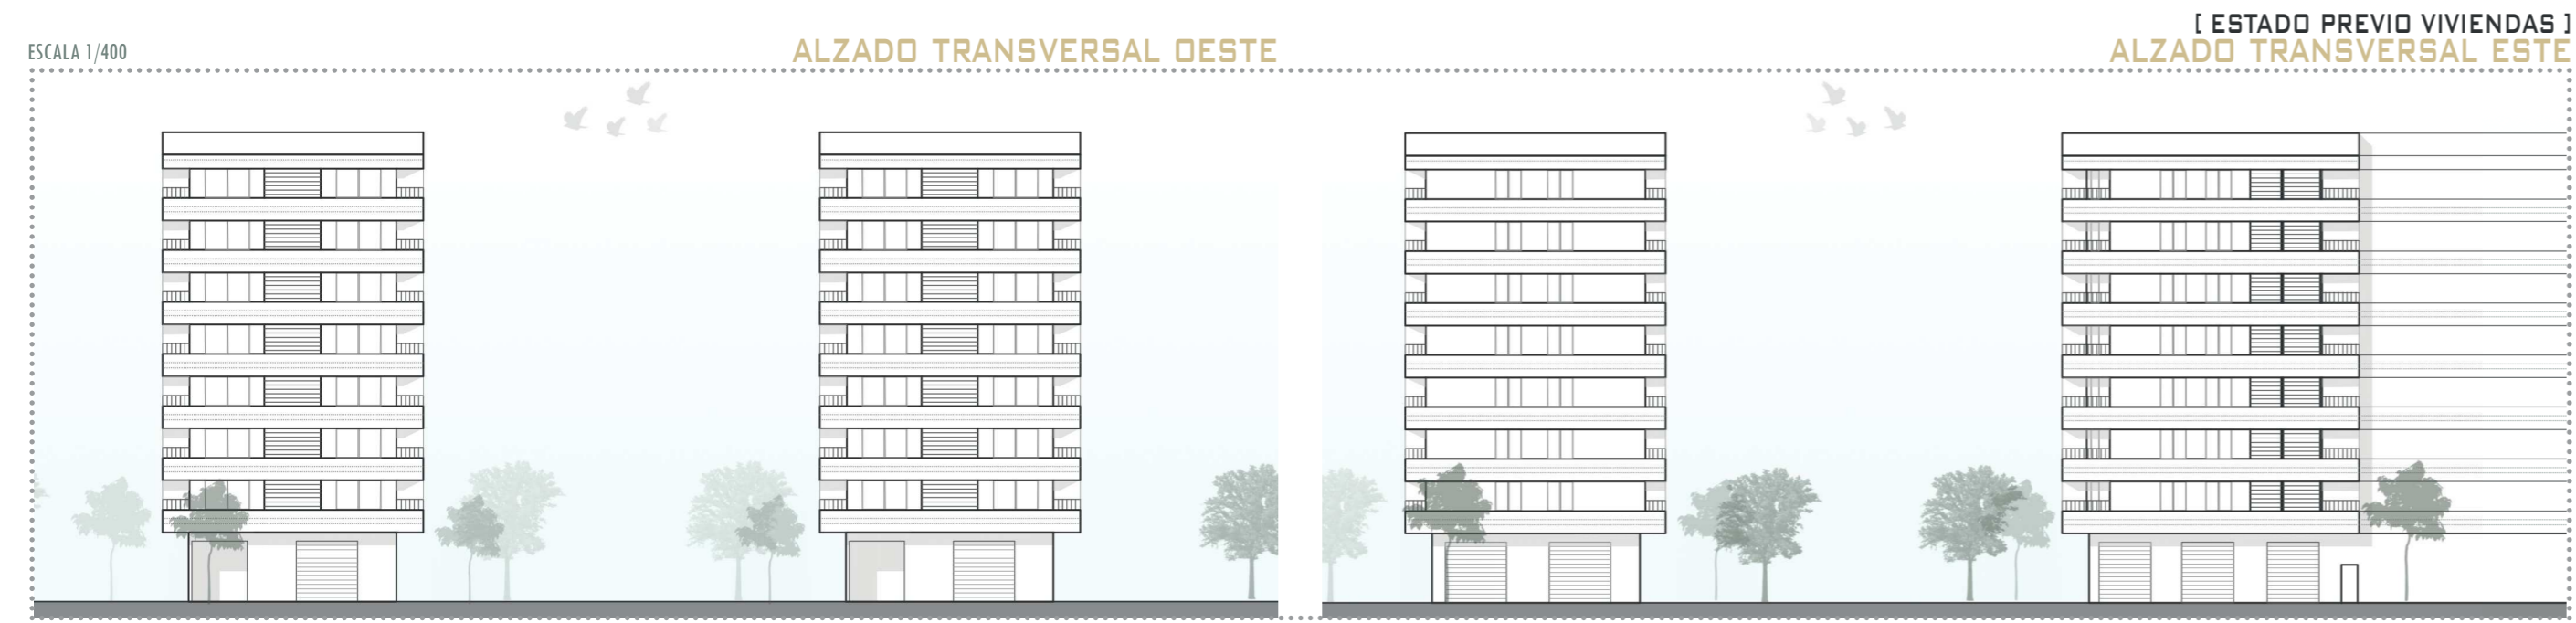 [ ESTADO PREVIO VIVIENDAS ]
ESCALA 1/400
ALZADO TRANSVERSAL OESTE
ALZADO TRANSVERSAL ESTE